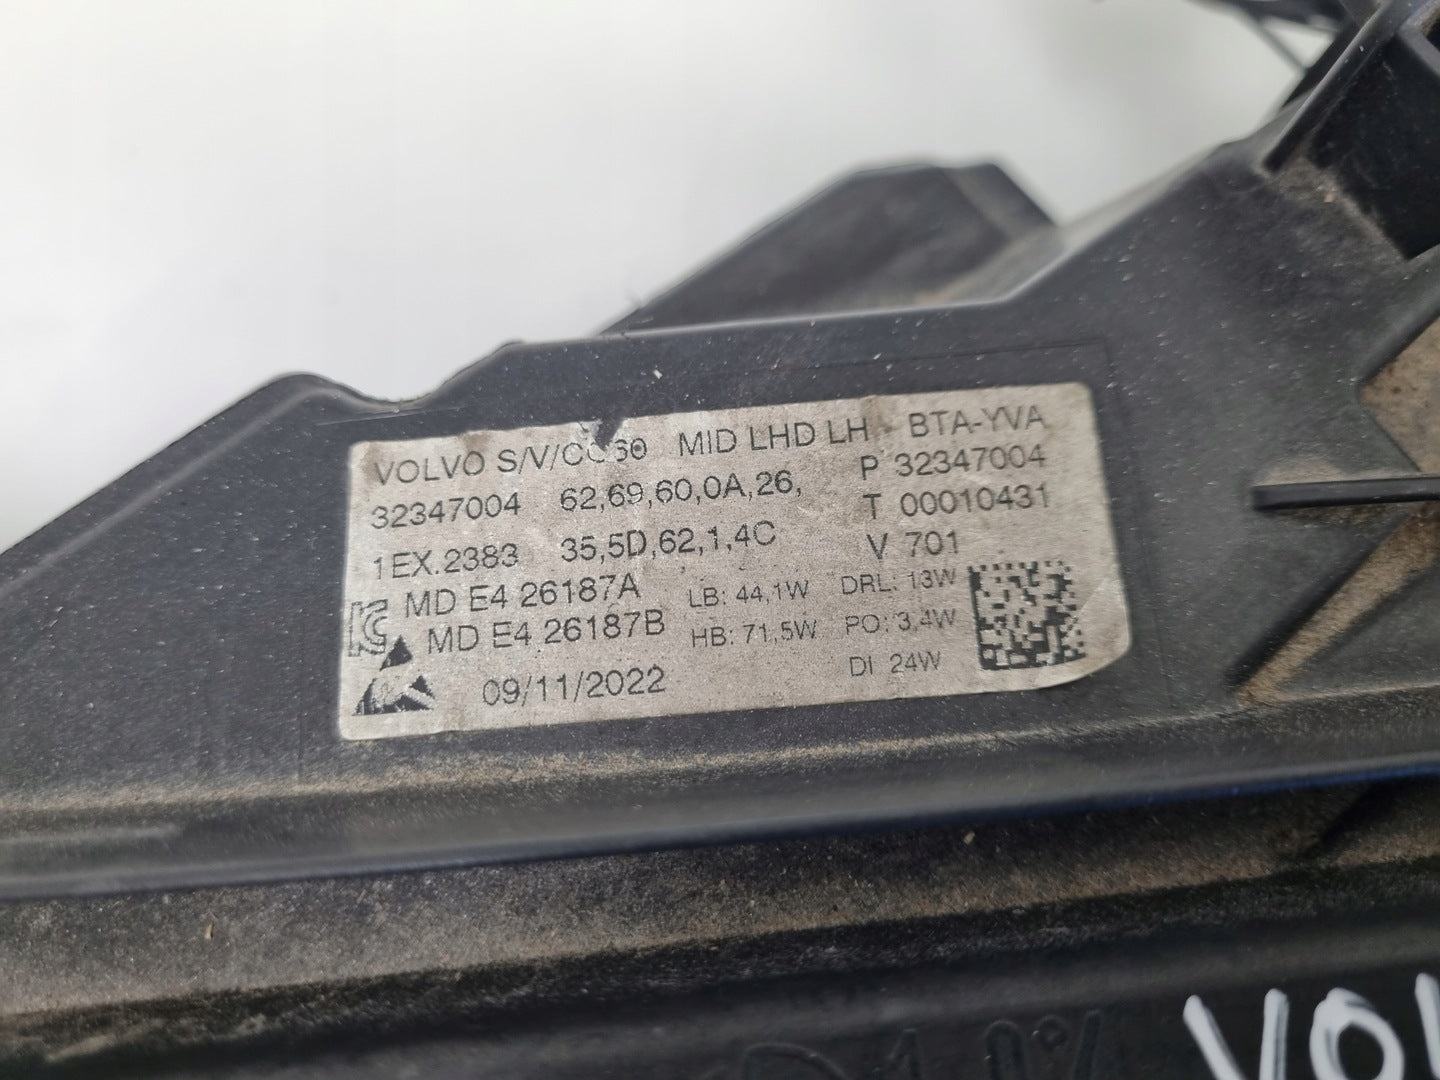 VOLVO S/V/CC60 MID LHD LH BTA-YVA
32347004 62,69,60,0A,26, P 32347004
1EX.2383 35,5D,62,1,4C T 00010431
V 701
MD E4 26187A LB: 44,1W DRL: 13W
MD E4 26187B HB: 71,5W PO: 3,4W
09/11/2022 DI 24W